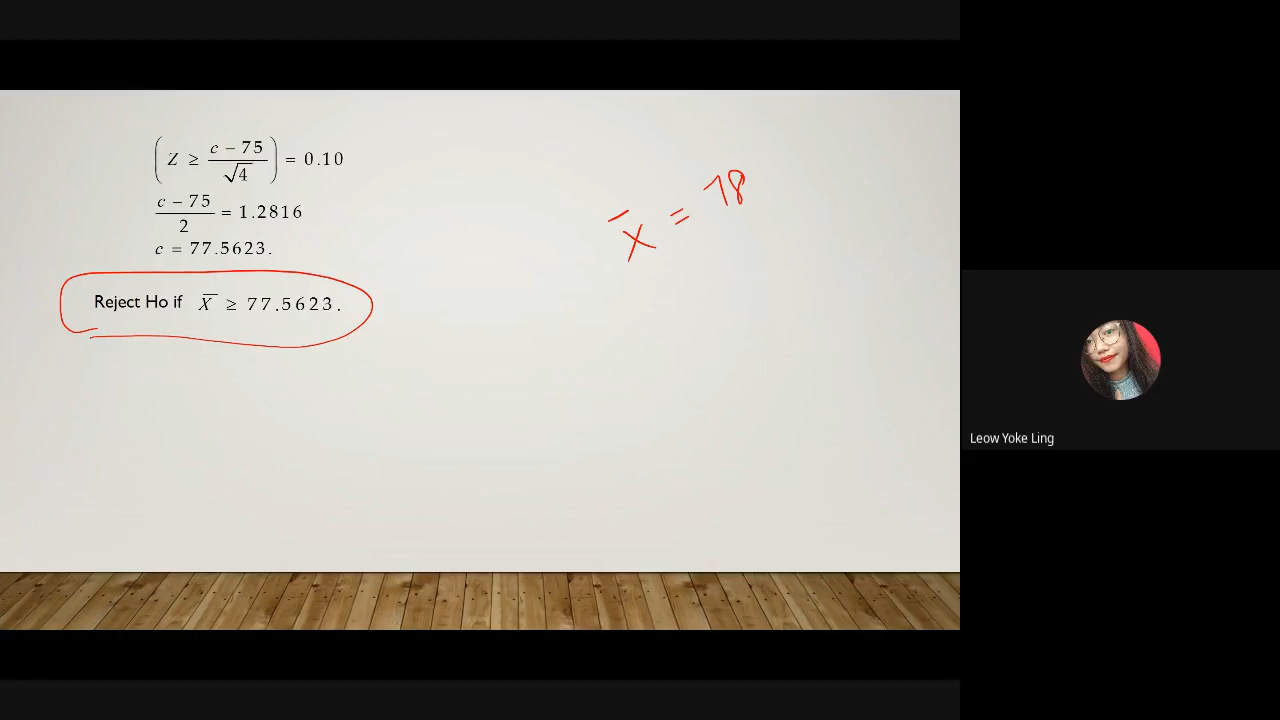 (Z ≥ (c − 75)/√4) = 0.10
(c − 75)/2 = 1.2816
c = 77.5623.
Reject Ho if X̅ ≥ 77.5623.
X̅ = 78
Leow Yoke Ling